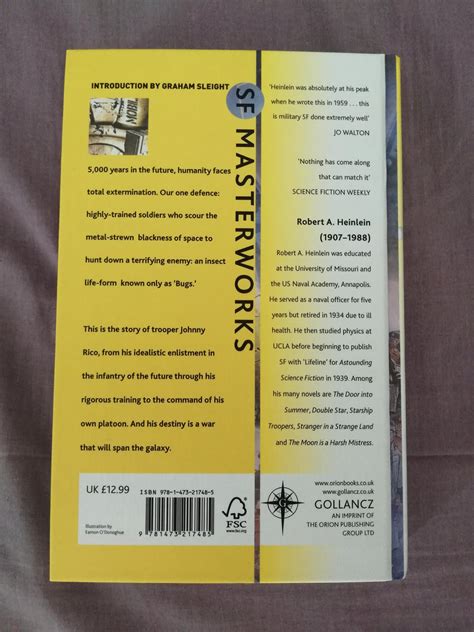 INTRODUCTION BY GRAHAM SLEIGHT
MOBIL
5,000 years in the future, humanity faces
total extermination. Our one defence:
highly-trained soldiers who scour the
metal-strewn blackness of space to
hunt down a terrifying enemy: an insect
life-form known only as 'Bugs.'
This is the story of trooper Johnny
Rico, from his idealistic enlistment in
the infantry of the future through his
rigorous training to the command of his
own platoon. And his destiny is a war
that will span the galaxy.
UK £12.99
Illustration by
Eamon O'Donoghue
ISBN 978-1-473-21748-5
9 781473 217485
FSC
www.fsc.org
SF MASTERWORKS
'Heinlein was absolutely at his peak
when he wrote this in 1959 . . . this
is military SF done extremely well'
JO WALTON
'Nothing has come along
that can match it'
SCIENCE FICTION WEEKLY
Robert A. Heinlein
(1907–1988)
Robert A. Heinlein was educated
at the University of Missouri and
the US Naval Academy, Annapolis.
He served as a naval officer for five
years but retired in 1934 due to ill
health. He then studied physics at
UCLA before beginning to publish
SF with 'Lifeline' for Astounding
Science Fiction in 1939. Among
his many novels are The Door into
Summer, Double Star, Starship
Troopers, Stranger in a Strange Land
and The Moon is a Harsh Mistress.
www.orionbooks.co.uk
www.gollancz.co.uk
GOLLANCZ
AN IMPRINT OF
THE ORION PUBLISHING
GROUP LTD